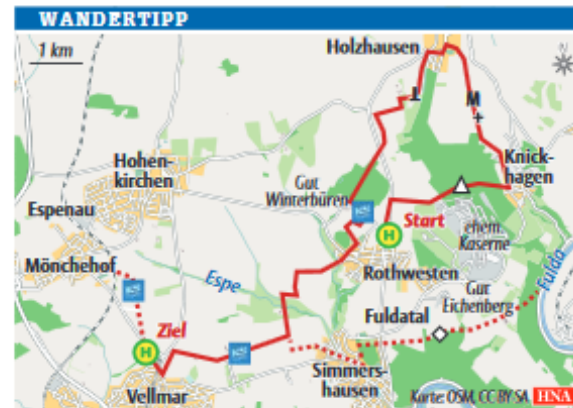 WANDERTIPP
1 km
Holzhausen
M
Hohen-
kirchen
Gut
Winterbüren
Knick-
hagen
Espenau
Start
H
ehem.
Kaserne
Mönchehof
Espe
Rothwesten
Fulda
Gut
Eichenberg
Fuldatal
Ziel
H
Simmers-
hausen
Vellmar
Karte: OSM, CC BY-SA HNA